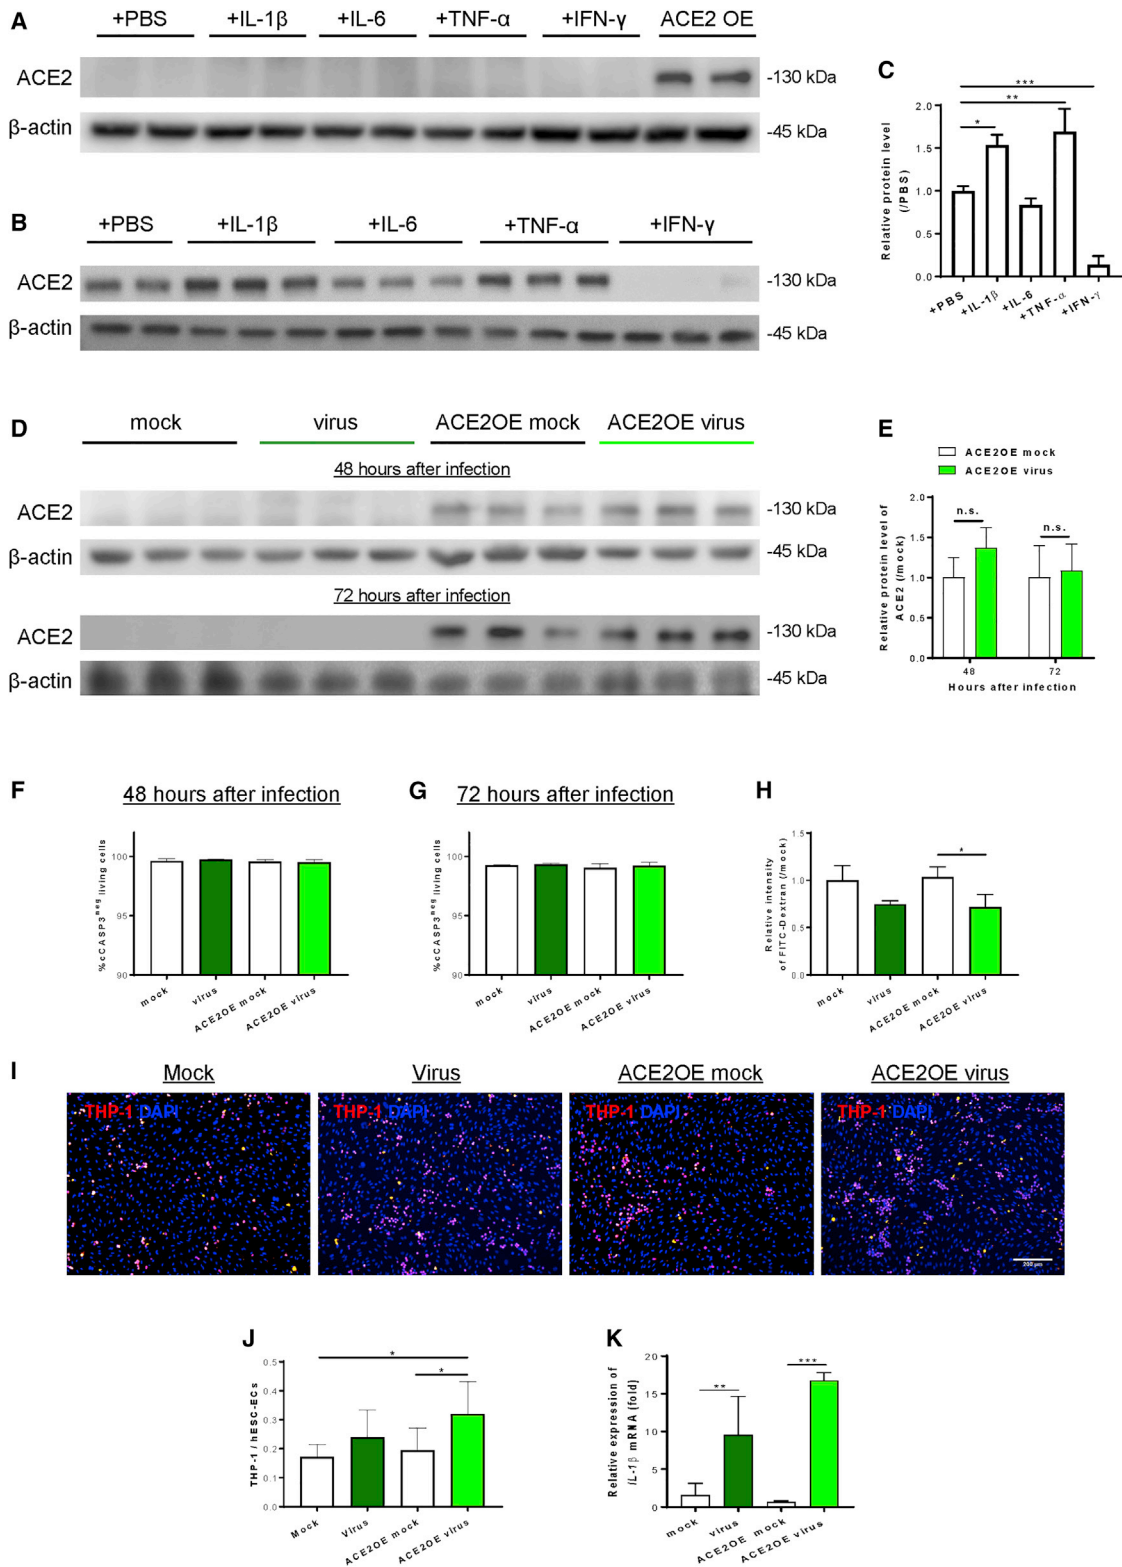 A
+PBS +IL-1β +IL-6 +TNF-α +IFN-γ ACE2 OE
ACE2 -130 kDa
β-actin -45 kDa
B
+PBS +IL-1β +IL-6 +TNF-α +IFN-γ
ACE2 -130 kDa
β-actin -45 kDa
C
***
**
*
Relative protein level
(/PBS)
2.0
1.5
1.0
0.5
0.0
+PBS +IL-1β +IL-6 +TNF-α +IFN-γ
D
mock virus ACE2OE mock ACE2OE virus
48 hours after infection
ACE2 -130 kDa
β-actin -45 kDa
72 hours after infection
ACE2 -130 kDa
β-actin -45 kDa
E
ACE2OE mock
ACE2OE virus
Relative protein level of
ACE2 (/mock)
2.0
1.5
1.0
0.5
0.0
n.s. n.s.
48 72
Hours after infection
F
48 hours after infection
%cCASP3neg living cells
100
95
90
mock virus ACE2OE mock ACE2OE virus
G
72 hours after infection
%cCASP3neg living cells
100
95
90
mock virus ACE2OE mock ACE2OE virus
H
Relative intensity
of FITC-Dextran (/mock)
1.5
1.0
0.5
0.0
*
mock virus ACE2OE mock ACE2OE virus
I
Mock Virus ACE2OE mock ACE2OE virus
THP-1 DAPI THP-1 DAPI THP-1 DAPI THP-1 DAPI
200 μm
J
THP-1 / hESC-ECs
0.5
0.4
0.3
0.2
0.1
0.0
*
*
Mock Virus ACE2OE mock ACE2OE virus
K
Relative expression of
IL-1β mRNA (fold)
20
15
10
5
0
**
***
mock virus ACE2OE mock ACE2OE virus